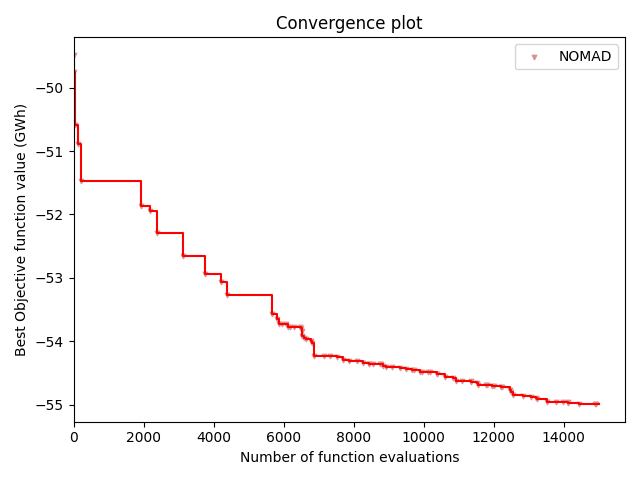 Convergence plot
NOMAD
Best Objective function value (GWh)
−50
−51
−52
−53
−54
−55
0 2000 4000 6000 8000 10000 12000 14000
Number of function evaluations